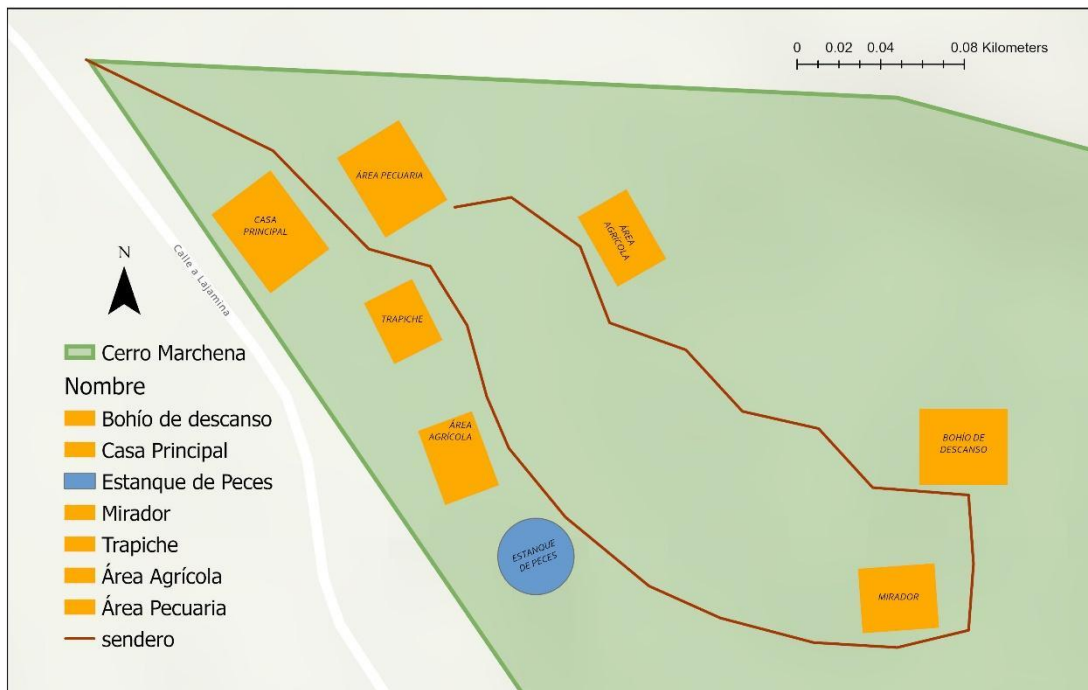 0 0.02 0.04 0.08 Kilometers
ÁREA PECUARIA
CASA
PRINCIPAL
ÁREA
AGRÍCOLA
Calle a Lajamina
N
TRAPICHE
ÁREA
AGRÍCOLA
BOHÍO DE
DESCANSO
ESTANQUE
DE PECES
MIRADOR
Cerro Marchena
Nombre
Bohío de descanso
Casa Principal
Estanque de Peces
Mirador
Trapiche
Área Agrícola
Área Pecuaria
sendero